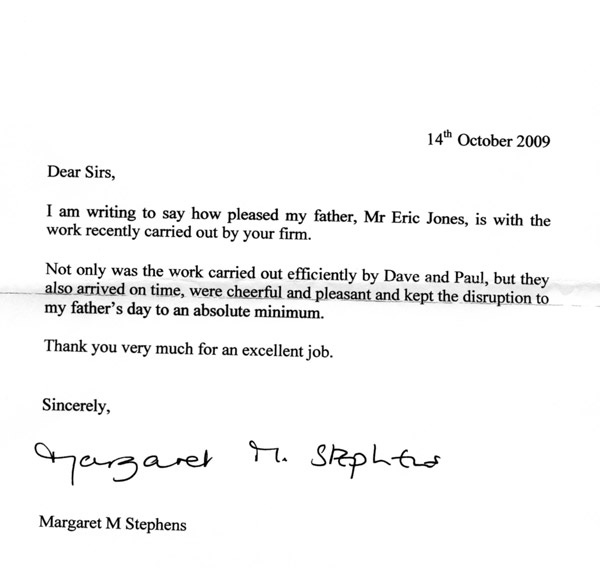 14th October 2009
Dear Sirs,
I am writing to say how pleased my father, Mr Eric Jones, is with the
work recently carried out by your firm.
Not only was the work carried out efficiently by Dave and Paul, but they
also arrived on time, were cheerful and pleasant and kept the disruption to
my father's day to an absolute minimum.
Thank you very much for an excellent job.
Sincerely,
Margaret M. Stephens
Margaret M Stephens